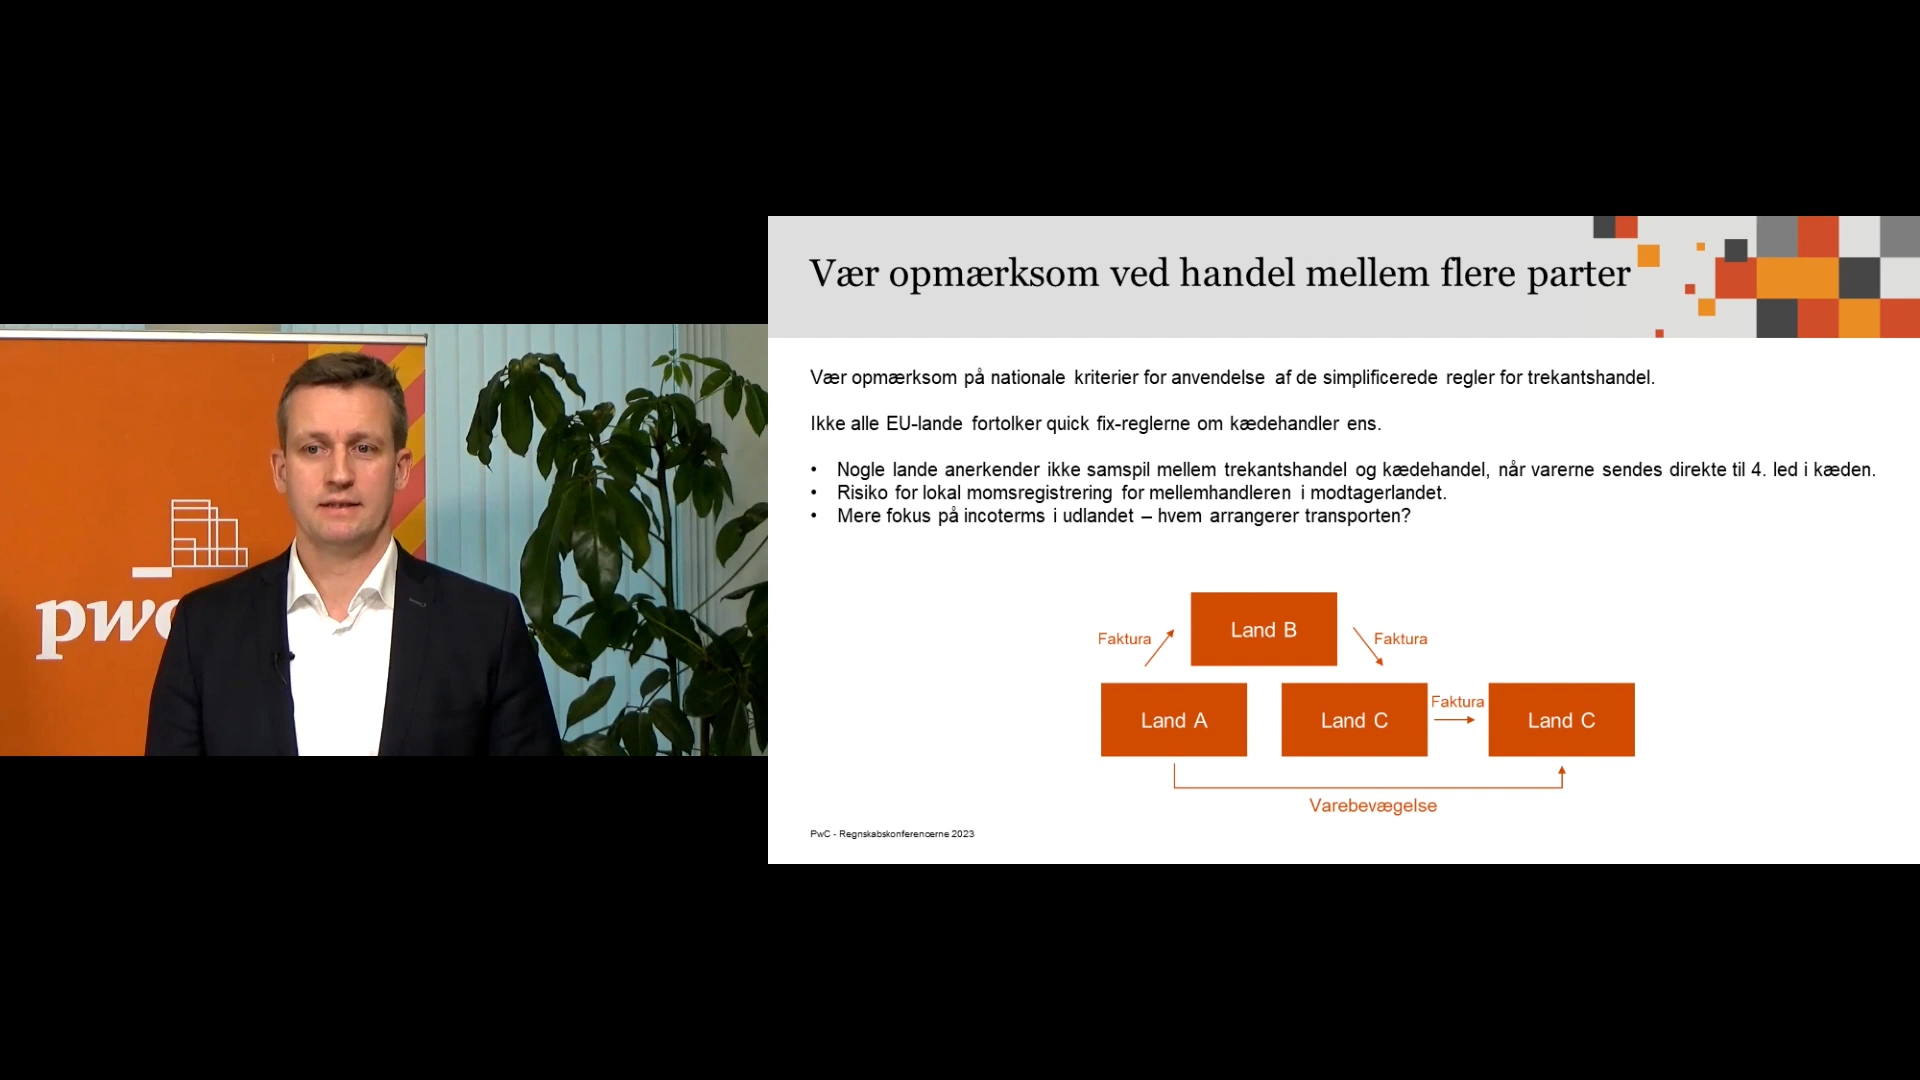 pwc
Vær opmærksom ved handel mellem flere parter
Vær opmærksom på nationale kriterier for anvendelse af de simplificerede regler for trekantshandel.
Ikke alle EU-lande fortolker quick fix-reglerne om kædehandler ens.
• Nogle lande anerkender ikke samspil mellem trekantshandel og kædehandel, når varerne sendes direkte til 4. led i kæden.
• Risiko for lokal momsregistrering for mellemhandleren i modtagerlandet.
• Mere fokus på incoterms i udlandet – hvem arrangerer transporten?
Land B
Faktura
Faktura
Land A
Land C
Faktura
Land C
Varebevægelse
PwC - Regnskabskonferencerne 2023